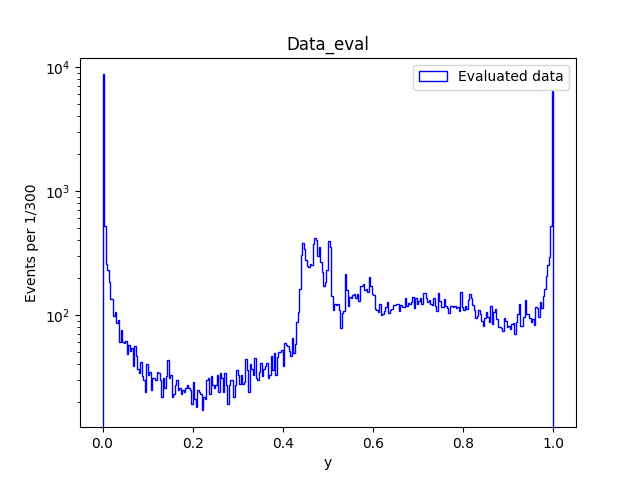 Data_eval
Evaluated data
Events per 1/300
10^4
10^3
10^2
0.0 0.2 0.4 0.6 0.8 1.0
y